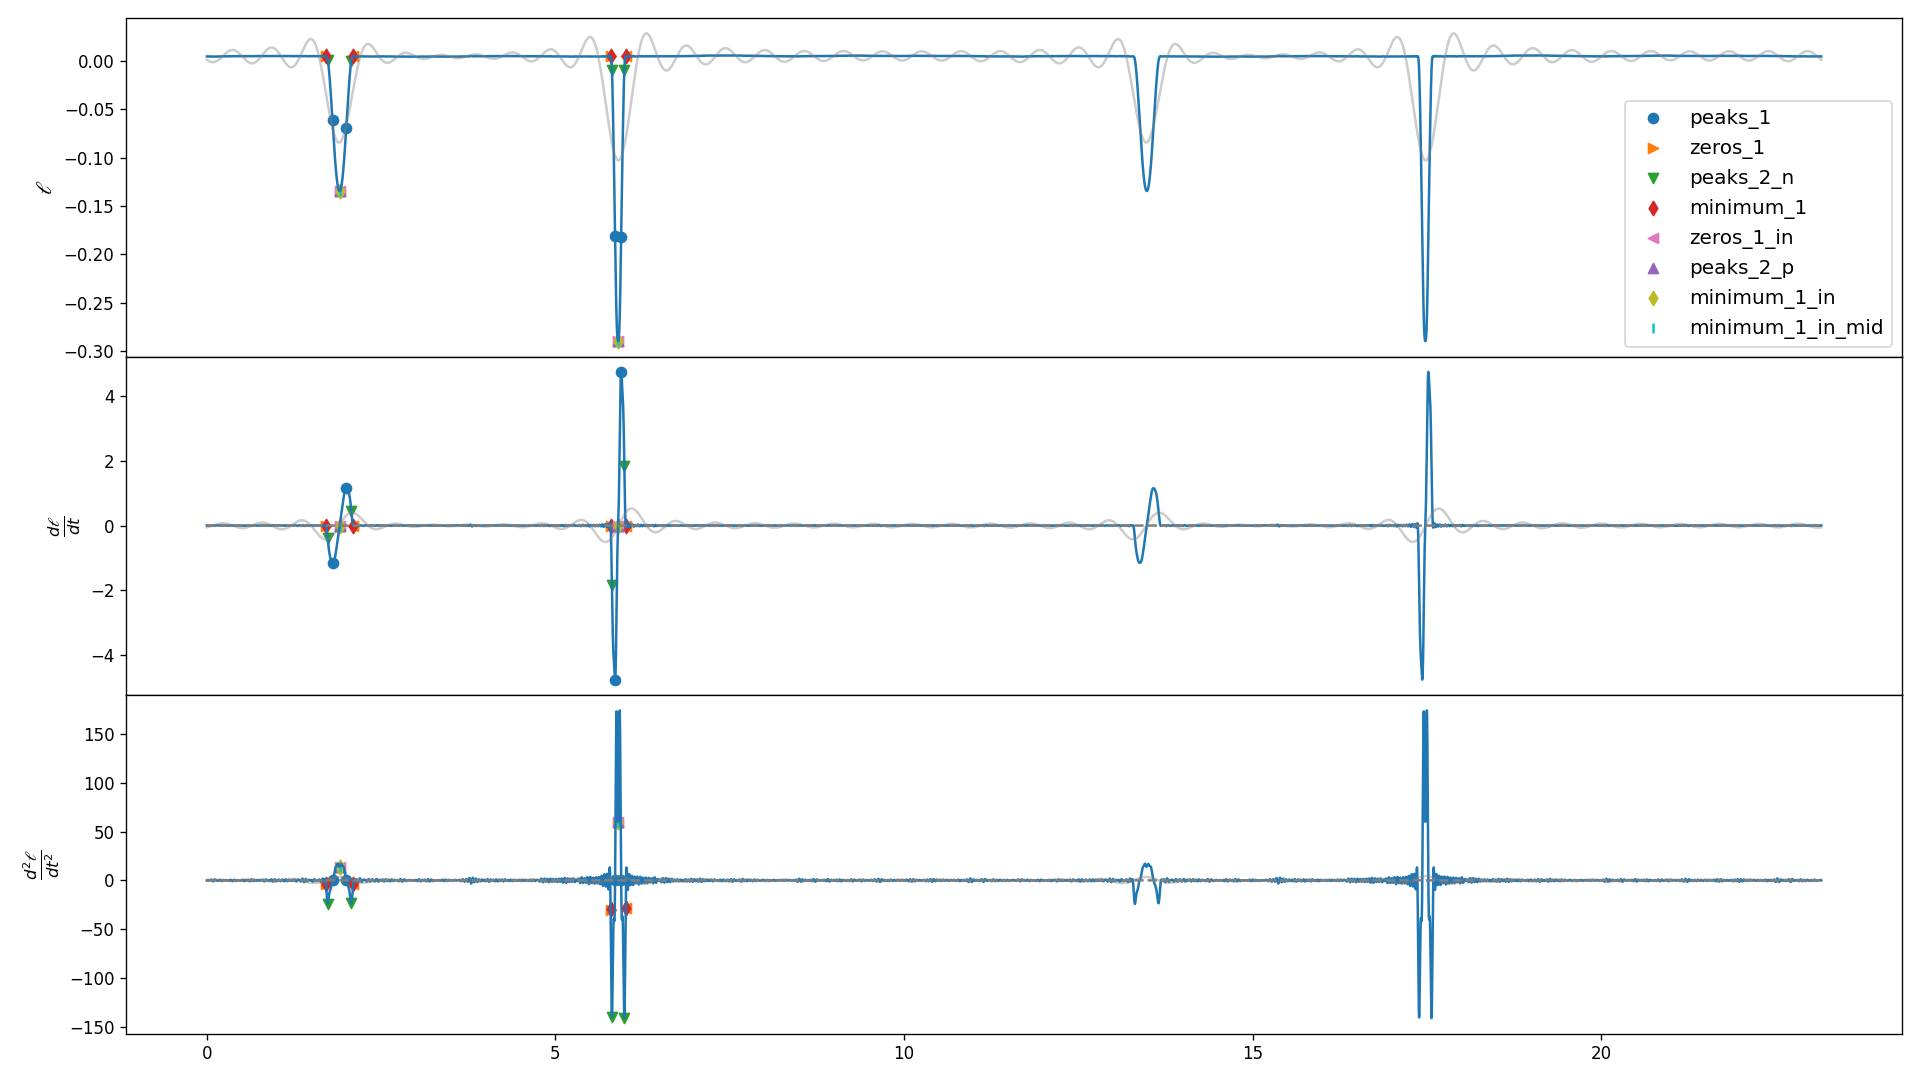 0.00
−0.05
−0.10
−0.15
−0.20
−0.25
−0.30
ℓ
peaks_1
zeros_1
peaks_2_n
minimum_1
zeros_1_in
peaks_2_p
minimum_1_in
minimum_1_in_mid
4
2
0
−2
−4
dℓ
dt
150
100
50
0
−50
−100
−150
d²ℓ
dt²
0 5 10 15 20